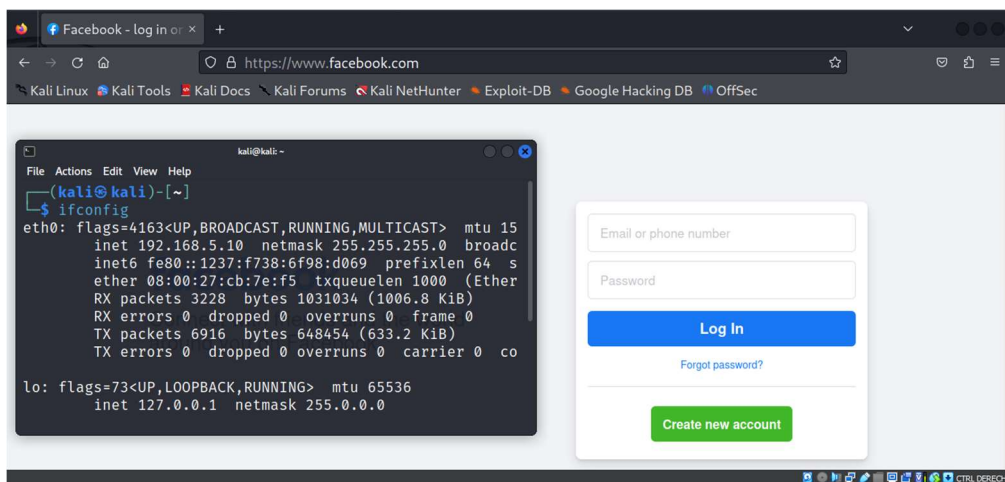 Facebook - log in or
https://www.facebook.com
Kali Linux Kali Tools Kali Docs Kali Forums Kali NetHunter Exploit-DB Google Hacking DB OffSec
kali@kali: ~
File Actions Edit View Help
(kali㉿kali)-[~]
$ ifconfig
eth0: flags=4163<UP,BROADCAST,RUNNING,MULTICAST> mtu 15
inet 192.168.5.10 netmask 255.255.255.0 broadc
inet6 fe80::1237:f738:6f98:d069 prefixlen 64 s
ether 08:00:27:cb:7e:f5 txqueuelen 1000 (Ether
RX packets 3228 bytes 1031034 (1006.8 KiB)
RX errors 0 dropped 0 overruns 0 frame 0
TX packets 6916 bytes 648454 (633.2 KiB)
TX errors 0 dropped 0 overruns 0 carrier 0 co
lo: flags=73<UP,LOOPBACK,RUNNING> mtu 65536
inet 127.0.0.1 netmask 255.0.0.0
Email or phone number
Password
Log In
Forgot password?
Create new account
CTRL DERECH